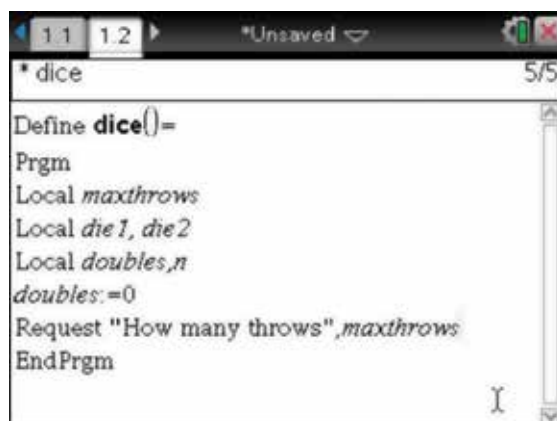 1.1 1.2 *Unsaved
* dice 5/5
Define dice()=
Prgm
Local maxthrows
Local die1, die2
Local doubles,n
doubles:=0
Request "How many throws",maxthrows
EndPrgm